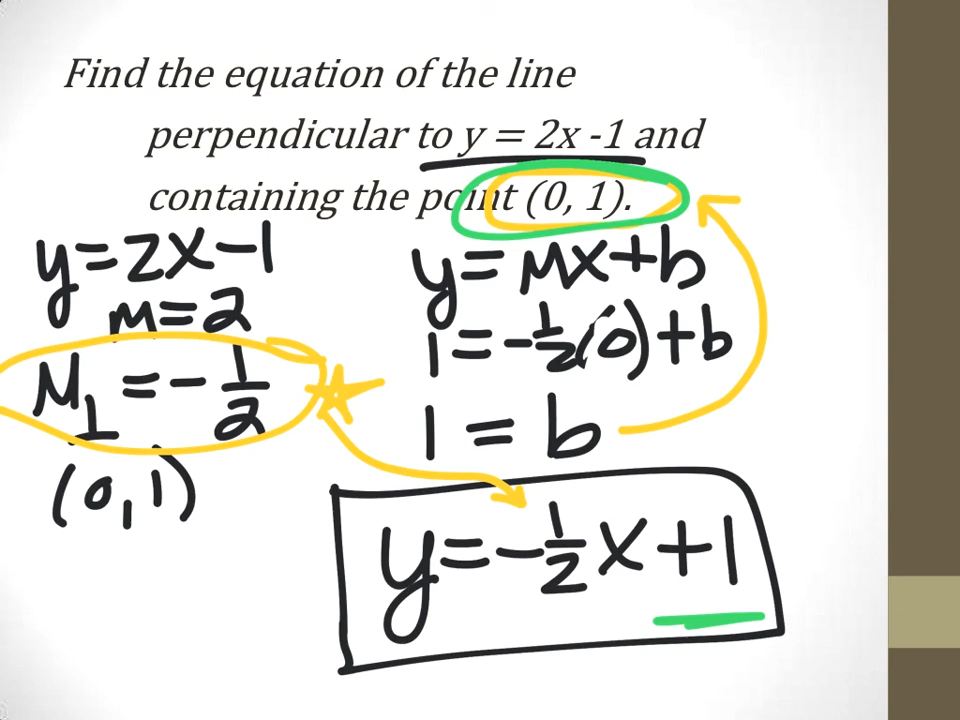 Find the equation of the line
perpendicular to y = 2x -1 and
containing the point (0, 1).
y=2x-1
m=2
M⊥ = -1/2
(0,1)
y=mx+b
1=-1/2(0)+b
1=b
y=-1/2x+1